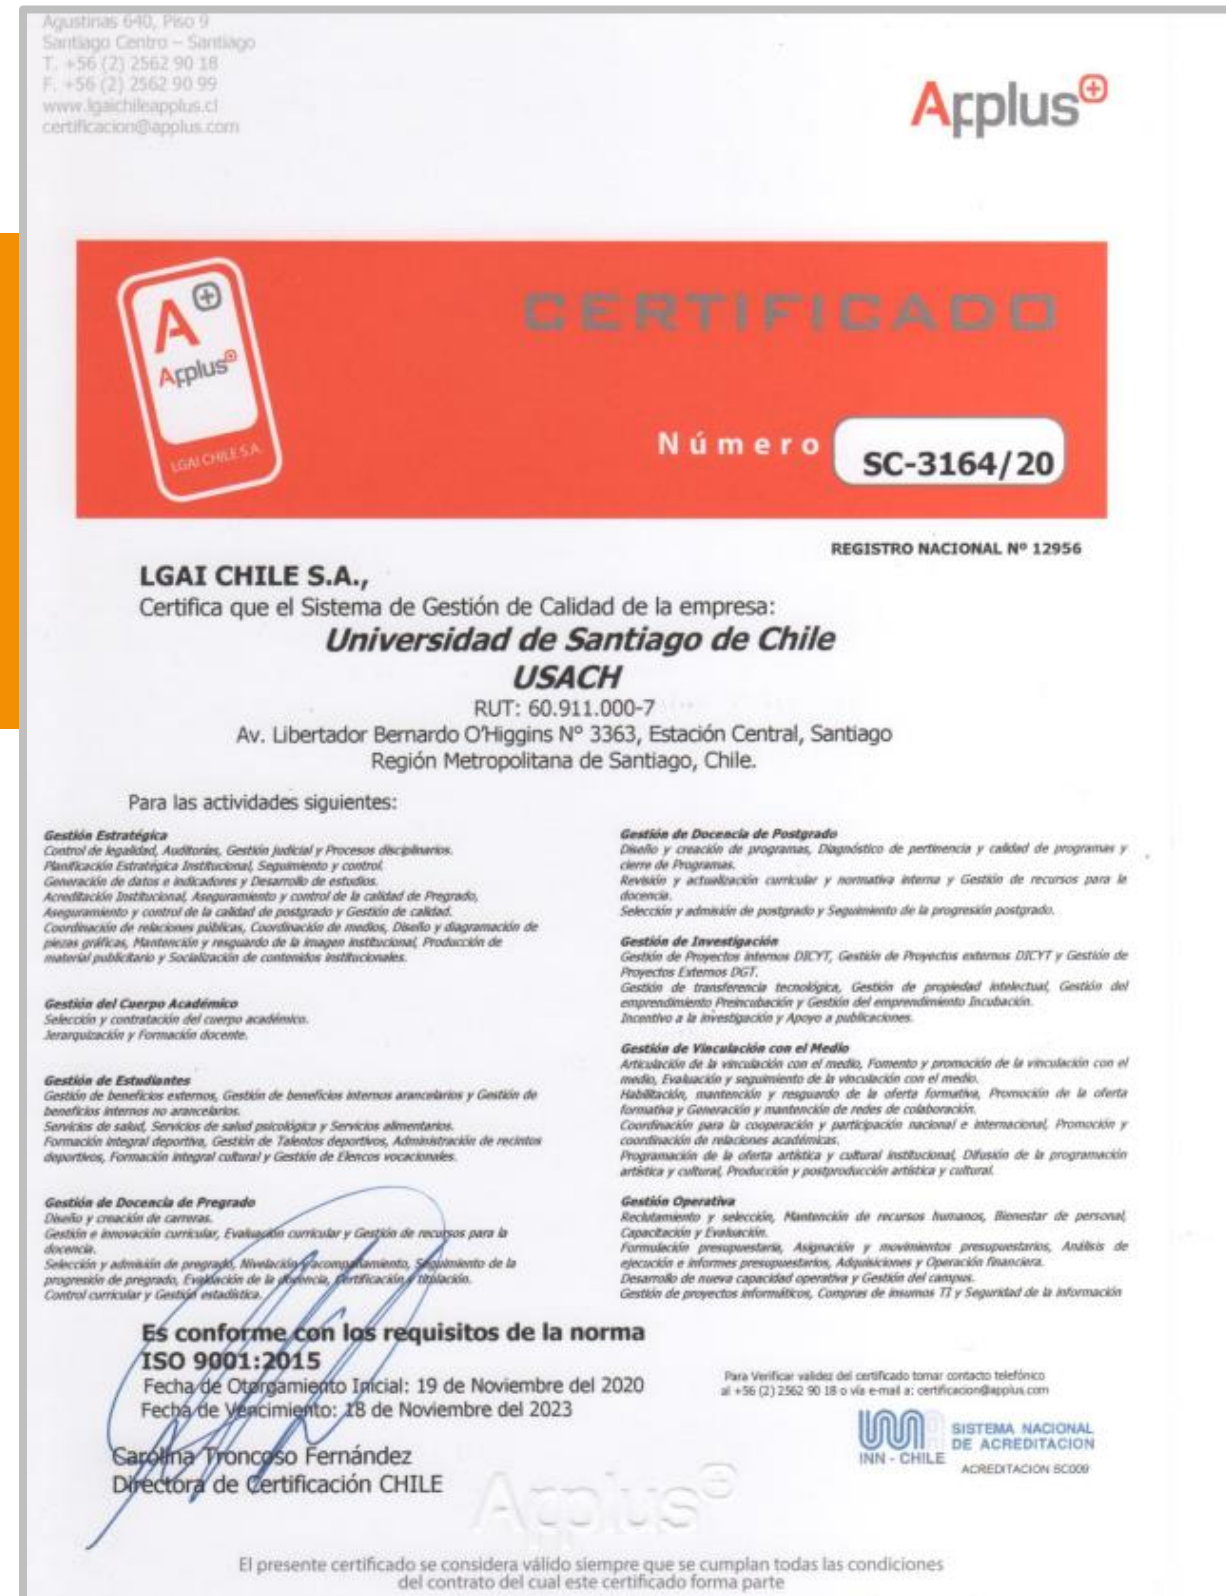 Agustinas 640, Piso 9
Santiago Centro – Santiago
T. +56 (2) 2562 90 18
F. +56 (2) 2562 90 99
www.lgaichileapplus.cl
certificacion@applus.com
Applus+
CERTIFICADO
A+
Applus+
LGAI CHILE S.A.
Número
SC-3164/20
REGISTRO NACIONAL Nº 12956
LGAI CHILE S.A.,
Certifica que el Sistema de Gestión de Calidad de la empresa:
Universidad de Santiago de Chile
USACH
RUT: 60.911.000-7
Av. Libertador Bernardo O'Higgins Nº 3363, Estación Central, Santiago
Región Metropolitana de Santiago, Chile.
Para las actividades siguientes:
Gestión Estratégica
Control de legalidad, Auditorías, Gestión judicial y Procesos disciplinarios.
Planificación Estratégica Institucional, Seguimiento y control.
Generación de datos e indicadores y Desarrollo de estudios.
Acreditación Institucional, Aseguramiento y control de la calidad de Pregrado,
Aseguramiento y control de la calidad de postgrado y Gestión de calidad.
Coordinación de relaciones públicas, Coordinación de medios, Diseño y diagramación de
piezas gráficas, Mantención y resguardo de la imagen institucional, Producción de
material publicitario y Socialización de contenidos institucionales.
Gestión del Cuerpo Académico
Selección y contratación del cuerpo académico.
Jerarquización y Formación docente.
Gestión de Estudiantes
Gestión de beneficios externos, Gestión de beneficios internos arancelarios y Gestión de
beneficios internos no arancelarios.
Servicios de salud, Servicios de salud psicológica y Servicios alimentarios.
Formación integral deportiva, Gestión de Talentos deportivos, Administración de recintos
deportivos, Formación integral cultural y Gestión de Elencos vocacionales.
Gestión de Docencia de Pregrado
Diseño y creación de carreras.
Gestión e innovación curricular, Evaluación curricular y Gestión de recursos para la
docencia.
Selección y admisión de pregrado, Nivelación y acompañamiento, Seguimiento de la
progresión de pregrado, Evaluación de la docencia, Certificación y titulación.
Control curricular y Gestión estadística.
Gestión de Docencia de Postgrado
Diseño y creación de programas, Diagnóstico de pertinencia y calidad de programas y
cierre de Programas.
Revisión y actualización curricular y normativa interna y Gestión de recursos para la
docencia.
Selección y admisión de postgrado y Seguimiento de la progresión postgrado.
Gestión de Investigación
Gestión de Proyectos internos DICYT, Gestión de Proyectos externos DICYT y Gestión de
Proyectos Externos DGT.
Gestión de transferencia tecnológica, Gestión de propiedad intelectual, Gestión del
emprendimiento Preincubación y Gestión del emprendimiento Incubación.
Incentivo a la investigación y Apoyo a publicaciones.
Gestión de Vinculación con el Medio
Articulación de la vinculación con el medio, Fomento y promoción de la vinculación con el
medio, Evaluación y seguimiento de la vinculación con el medio.
Habilitación, mantención y resguardo de la oferta formativa, Promoción de la oferta
formativa y Generación y mantención de redes de colaboración.
Coordinación para la cooperación y participación nacional e internacional, Promoción y
coordinación de relaciones académicas.
Programación de la oferta artística y cultural institucional, Difusión de la programación
artística y cultural, Producción y postproducción artística y cultural.
Gestión Operativa
Reclutamiento y selección, Mantención de recursos humanos, Bienestar de personal,
Capacitación y Evaluación.
Formulación presupuestaria, Asignación y movimientos presupuestarios, Análisis de
ejecución e informes presupuestarios, Adquisiciones y Operación financiera.
Desarrollo de nueva capacidad operativa y Gestión del campus.
Gestión de proyectos informáticos, Compras de insumos TI y Seguridad de la información
Es conforme con los requisitos de la norma
ISO 9001:2015
Fecha de Otorgamiento Inicial: 19 de Noviembre del 2020
Fecha de Vencimiento: 18 de Noviembre del 2023
Carolina Troncoso Fernández
Directora de Certificación CHILE
Para Verificar validez del certificado tomar contacto telefónico
al +56 (2) 2562 90 18 o vía e-mail a: certificacion@applus.com
INN - CHILE
SISTEMA NACIONAL
DE ACREDITACION
ACREDITACION SC009
Applus+
El presente certificado se considera válido siempre que se cumplan todas las condiciones
del contrato del cual este certificado forma parte